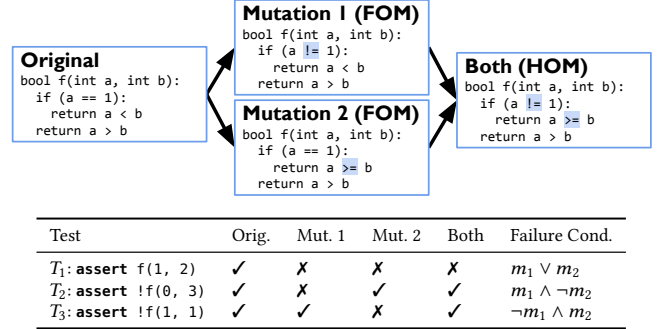 Original
bool f(int a, int b):
if (a == 1):
return a < b
return a > b
Mutation 1 (FOM)
bool f(int a, int b):
if (a != 1):
return a < b
return a > b
Mutation 2 (FOM)
bool f(int a, int b):
if (a == 1):
return a >= b
return a > b
Both (HOM)
bool f(int a, int b):
if (a != 1):
return a >= b
return a > b
Test Orig. Mut. 1 Mut. 2 Both Failure Cond.
T₁: assert f(1, 2) ✓ ✗ ✗ ✗ m₁ ∨ m₂
T₂: assert !f(0, 3) ✓ ✗ ✓ ✓ m₁ ∧ ¬m₂
T₃: assert !f(1, 1) ✓ ✓ ✗ ✓ ¬m₁ ∧ m₂